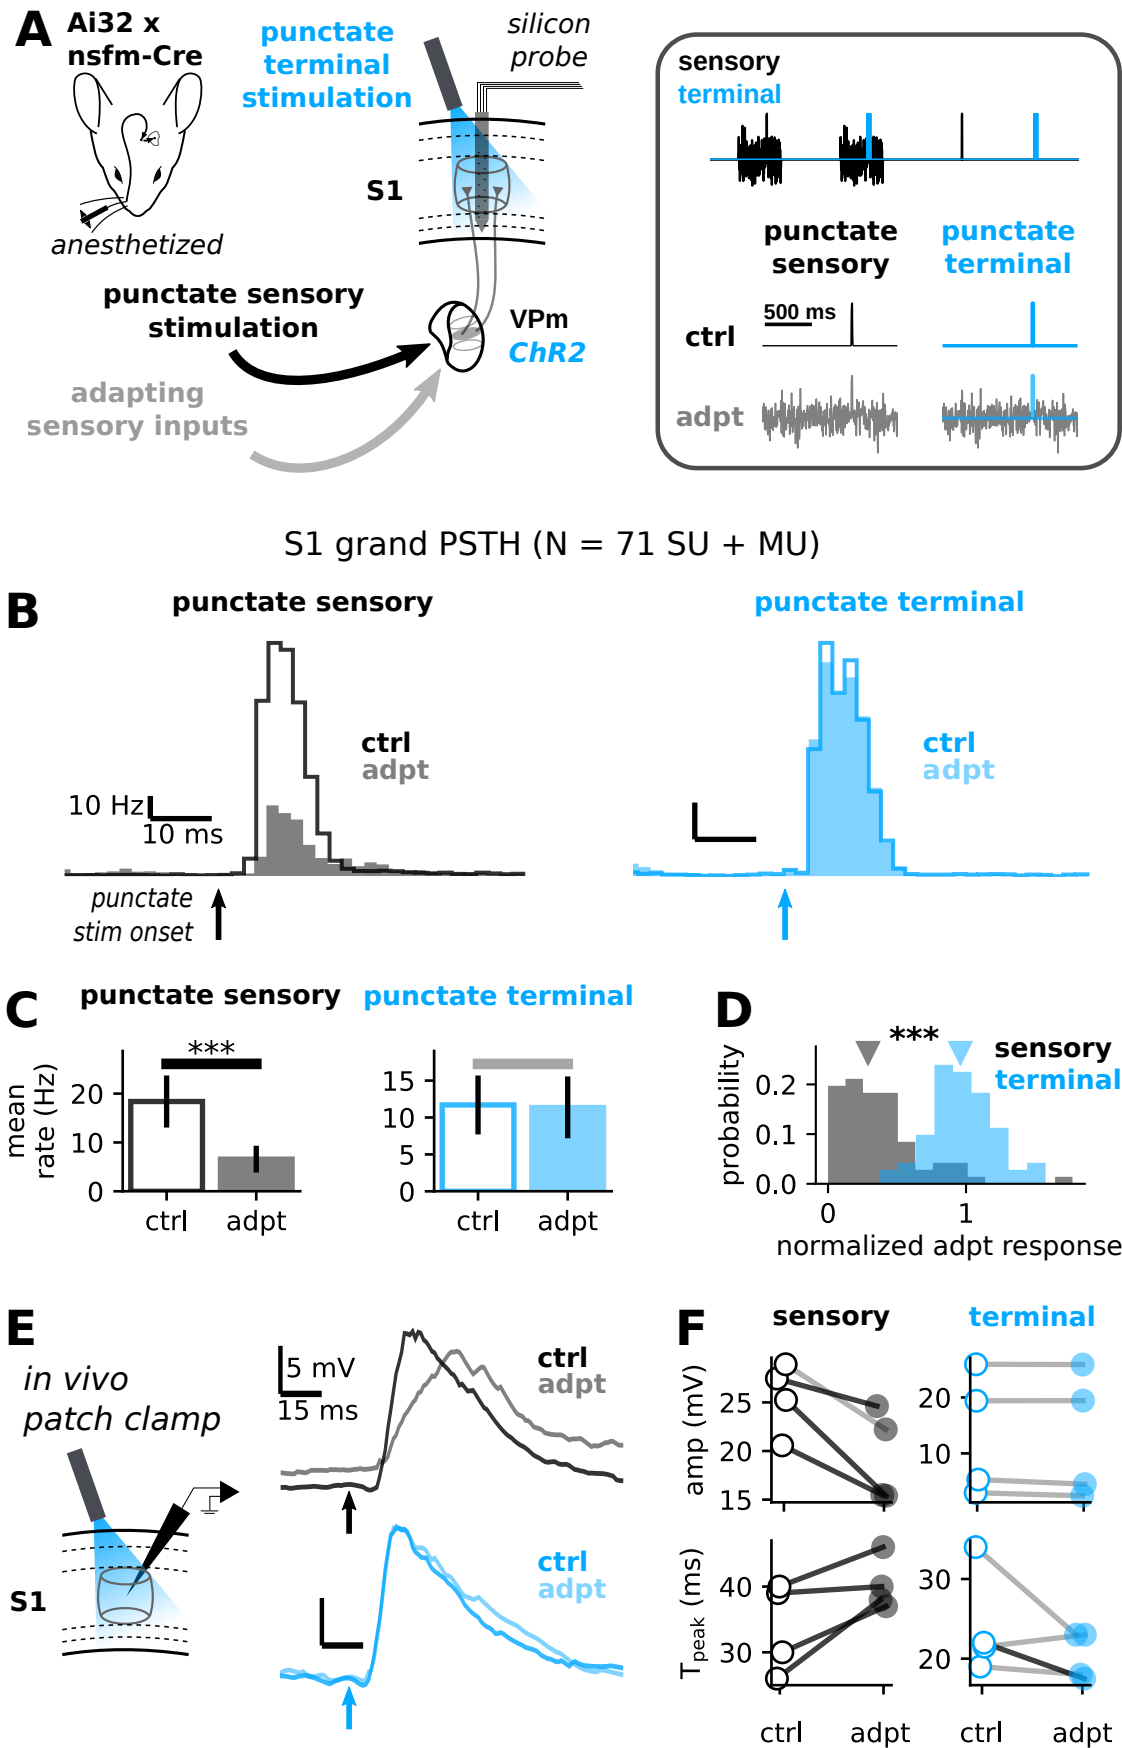 A
Ai32 x
nsfm-Cre
anesthetized
punctate
terminal
stimulation
silicon
probe
S1
punctate sensory
stimulation
VPm
ChR2
adapting
sensory inputs
sensory
terminal
punctate
sensory
punctate
terminal
500 ms
ctrl
adpt
S1 grand PSTH (N = 71 SU + MU)
B
punctate sensory
punctate terminal
ctrl
adpt
10 Hz
10 ms
punctate
stim onset
ctrl
adpt
C
punctate sensory
punctate terminal
***
mean
rate (Hz)
20
10
0
ctrl
adpt
15
10
5
0
ctrl
adpt
D
***
sensory
terminal
probability
0.2
0.1
0.0
0
1
normalized adpt response
E
in vivo
patch clamp
S1
5 mV
15 ms
ctrl
adpt
ctrl
adpt
F
sensory
terminal
amp (mV)
25
20
15
20
10
Tpeak (ms)
40
30
30
20
ctrl
adpt
ctrl
adpt